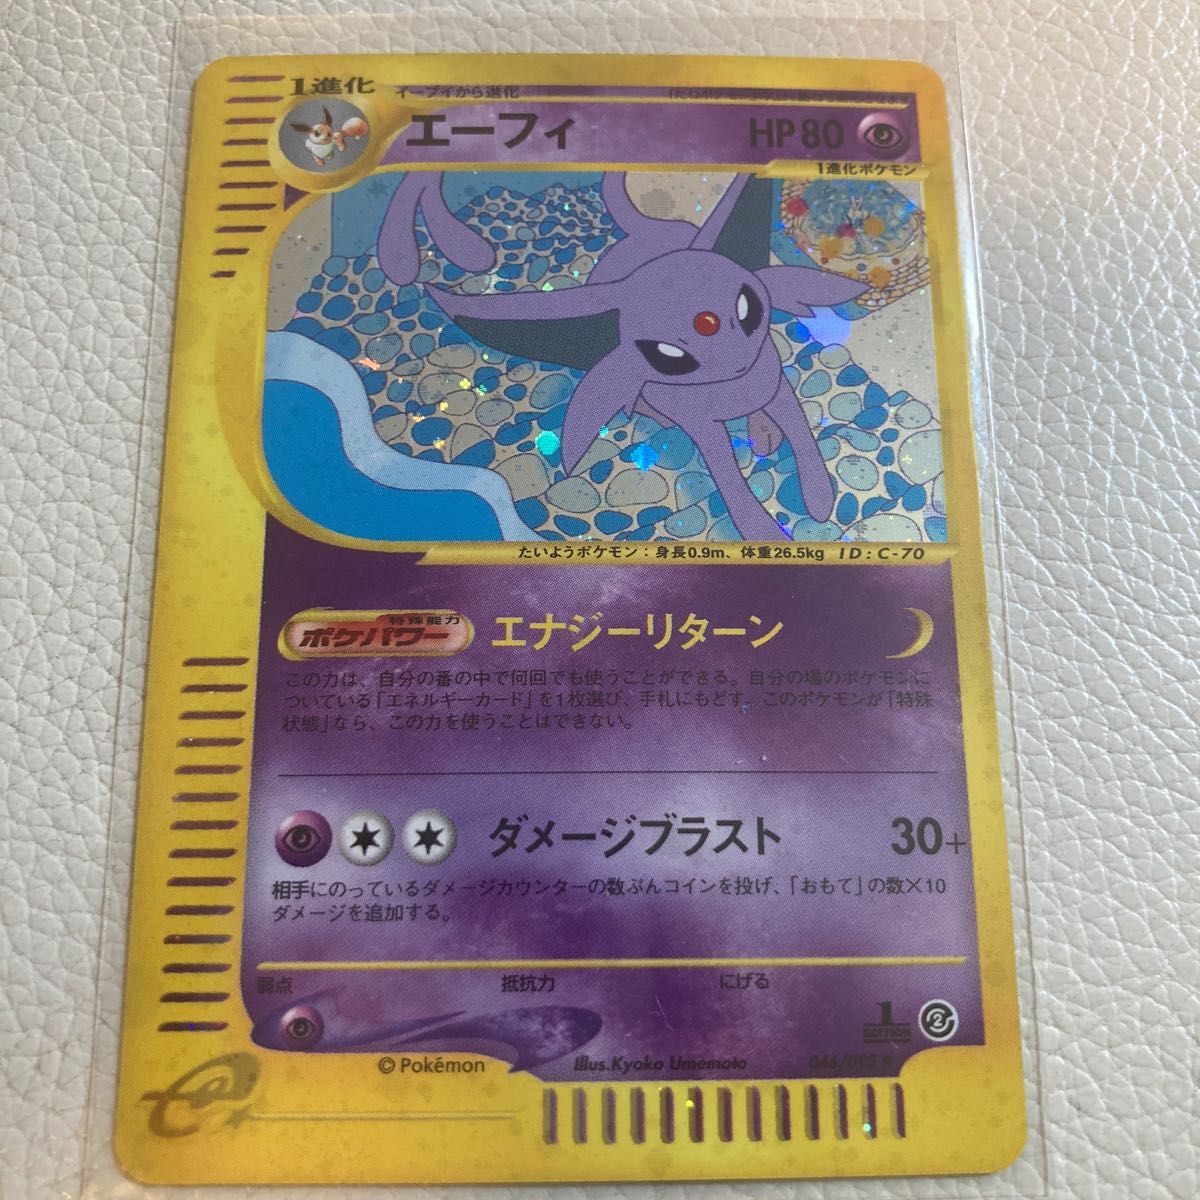 1進化
イーブイから進化
エーフィ
HP80
1進化ポケモン
たいようポケモン：身長0.9m、体重26.5kg ID：C-70
特殊能力
ポケパワー
エナジーリターン
この力は、自分の番の中で何回でも使うことができる。自分の場のポケモンに
ついている「エネルギーカード」を1枚選び、手札にもどす。このポケモンが「特殊
状態」なら、この力を使うことはできない。
ダメージブラスト 30+
相手にのっているダメージカウンターの数ぶんコインを投げ、「おもて」の数×10
ダメージを追加する。
弱点 抵抗力 にげる
1
EDITION
2
© Pokémon Illus.Kyoko Umemoto 046/092 ★
e